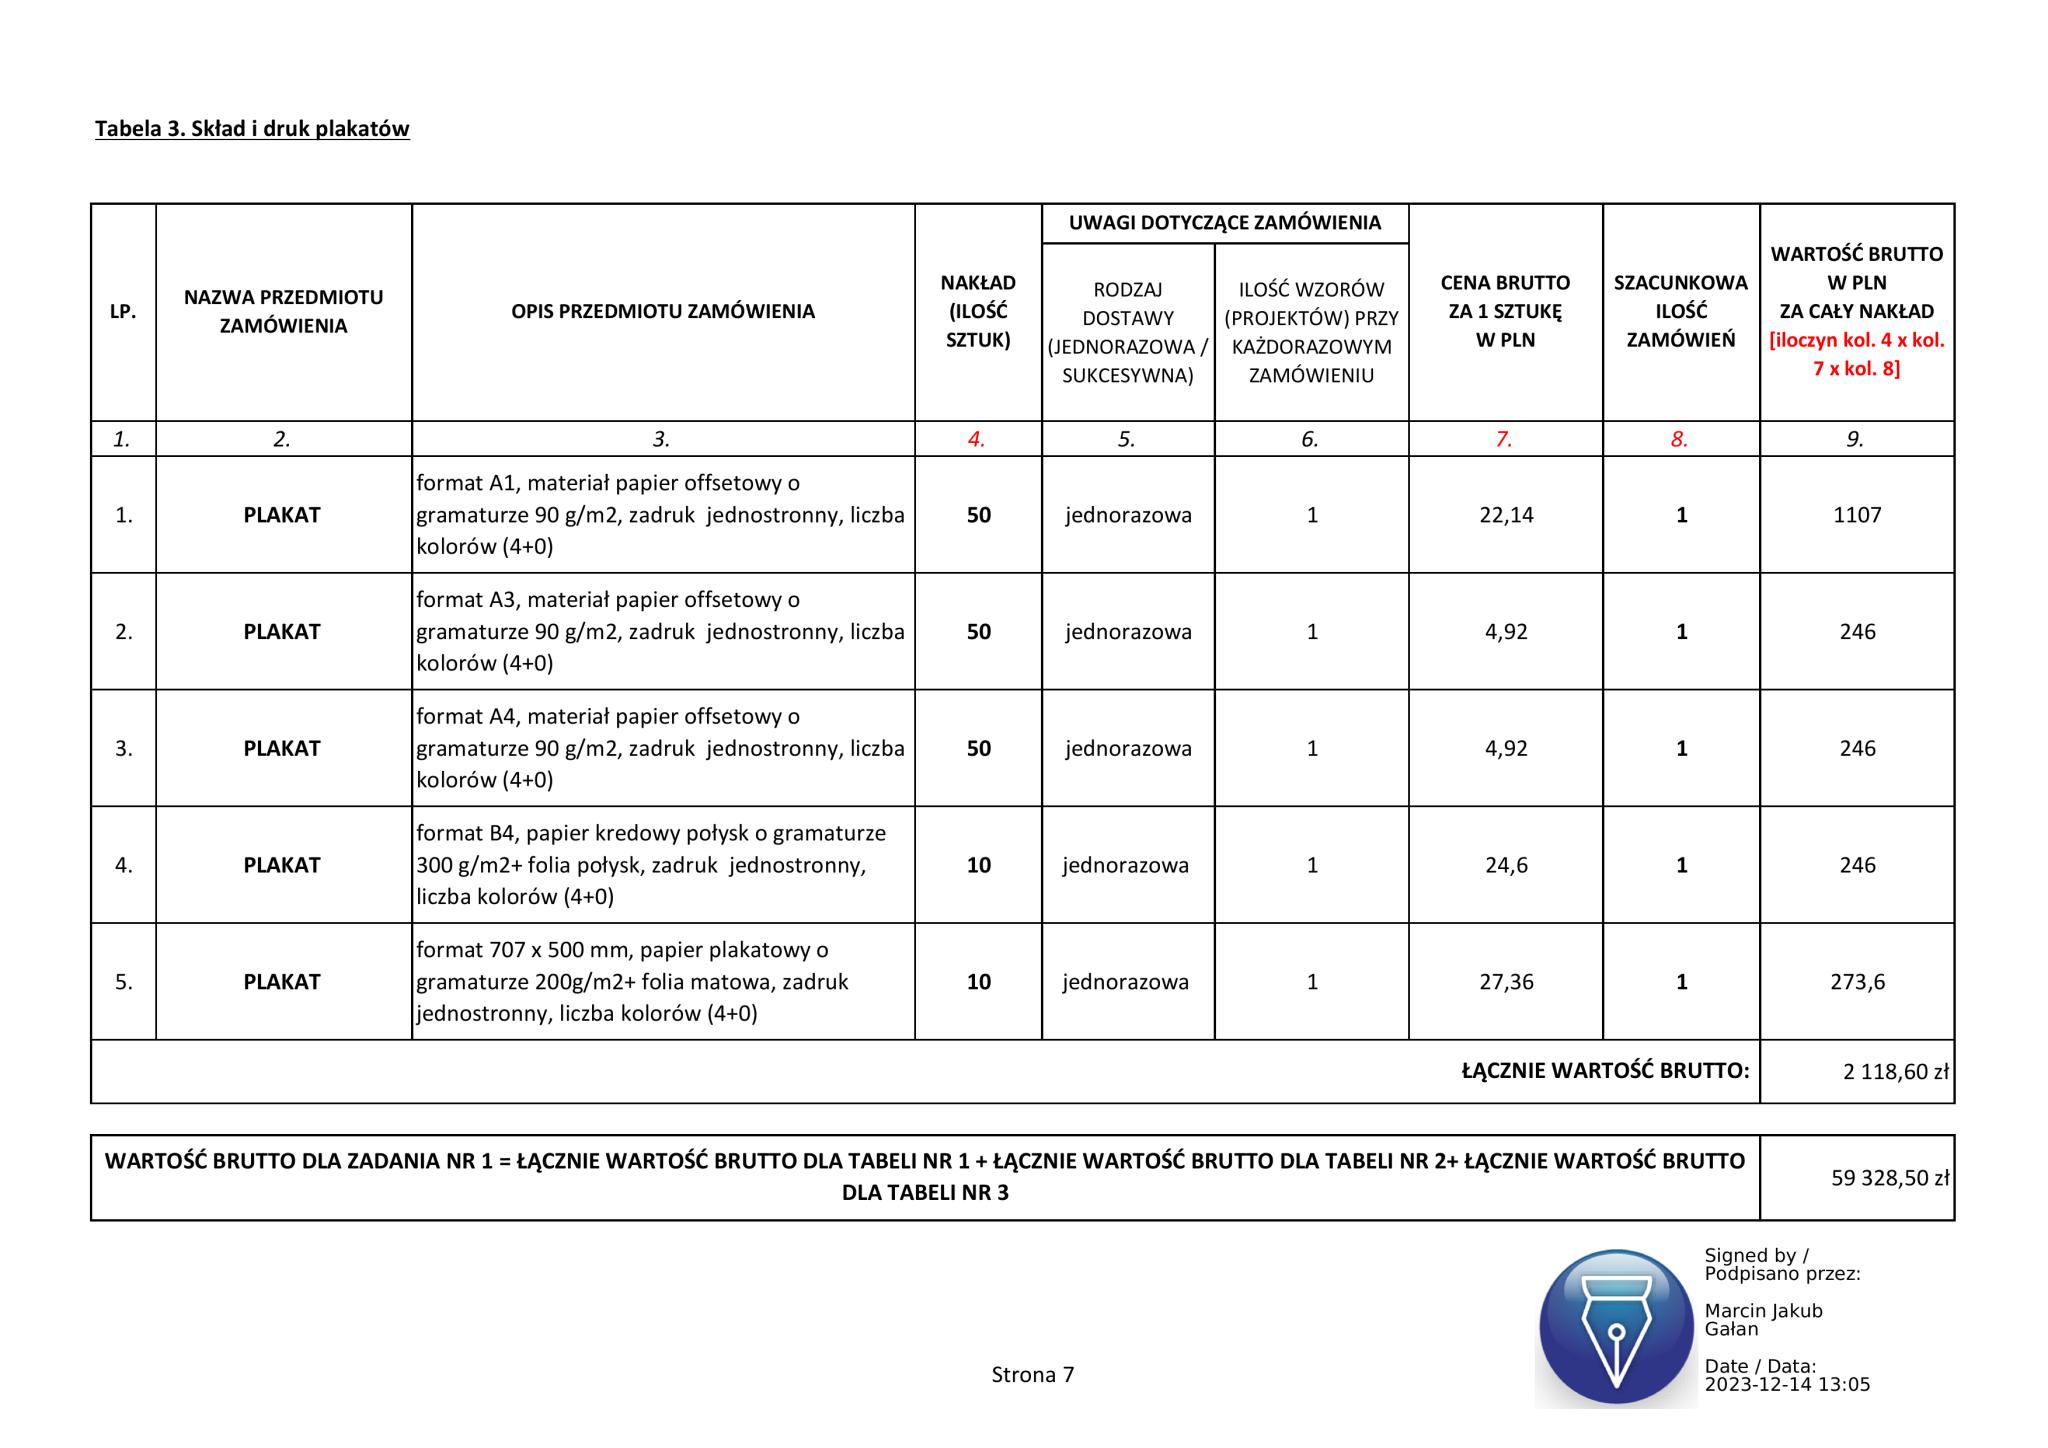 Tabela 3. Skład i druk plakatów
LP.
NAZWA PRZEDMIOTU
ZAMÓWIENIA
OPIS PRZEDMIOTU ZAMÓWIENIA
NAKŁAD
(ILOŚĆ
SZTUK)
UWAGI DOTYCZĄCE ZAMÓWIENIA
RODZAJ
DOSTAWY
(JEDNORAZOWA /
SUKCESYWNA)
ILOŚĆ WZORÓW
(PROJEKTÓW) PRZY
KAŻDORAZOWYM
ZAMÓWIENIU
CENA BRUTTO
ZA 1 SZTUKĘ
W PLN
SZACUNKOWA
ILOŚĆ
ZAMÓWIEŃ
WARTOŚĆ BRUTTO
W PLN
ZA CAŁY NAKŁAD
[iloczyn kol. 4 x kol.
7 x kol. 8]
1. 2. 3. 4. 5. 6. 7. 8. 9.
1.
PLAKAT
format A1, materiał papier offsetowy o
gramaturze 90 g/m2, zadruk  jednostronny, liczba
kolorów (4+0)
50 jednorazowa 1 22,14 1 1107
2.
PLAKAT
format A3, materiał papier offsetowy o
gramaturze 90 g/m2, zadruk  jednostronny, liczba
kolorów (4+0)
50 jednorazowa 1 4,92 1 246
3.
PLAKAT
format A4, materiał papier offsetowy o
gramaturze 90 g/m2, zadruk  jednostronny, liczba
kolorów (4+0)
50 jednorazowa 1 4,92 1 246
4.
PLAKAT
format B4, papier kredowy połysk o gramaturze
300 g/m2+ folia połysk, zadruk  jednostronny,
liczba kolorów (4+0)
10 jednorazowa 1 24,6 1 246
5.
PLAKAT
format 707 x 500 mm, papier plakatowy o
gramaturze 200g/m2+ folia matowa, zadruk
jednostronny, liczba kolorów (4+0)
10 jednorazowa 1 27,36 1 273,6
ŁĄCZNIE WARTOŚĆ BRUTTO: 2 118,60 zł
WARTOŚĆ BRUTTO DLA ZADANIA NR 1 = ŁĄCZNIE WARTOŚĆ BRUTTO DLA TABELI NR 1 + ŁĄCZNIE WARTOŚĆ BRUTTO DLA TABELI NR 2+ ŁĄCZNIE WARTOŚĆ BRUTTO
DLA TABELI NR 3
59 328,50 zł
Signed by /
Podpisano przez:
Marcin Jakub
Gałan
Date / Data:
2023-12-14 13:05
Strona 7